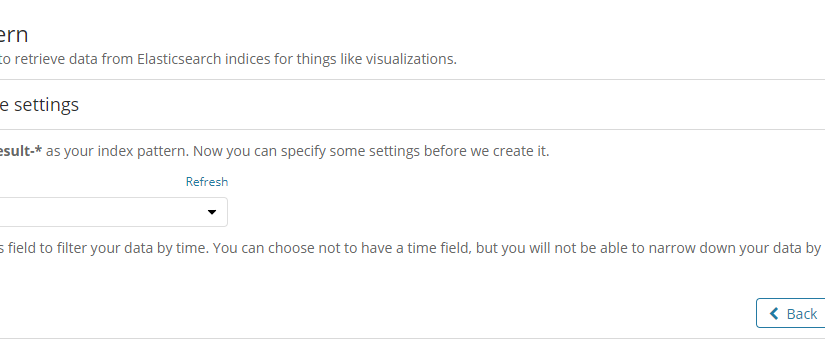 ern
to retrieve data from Elasticsearch indices for things like visualizations.
e settings
esult-* as your index pattern. Now you can specify some settings before we create it.
Refresh
s field to filter your data by time. You can choose not to have a time field, but you will not be able to narrow down your data by
Back